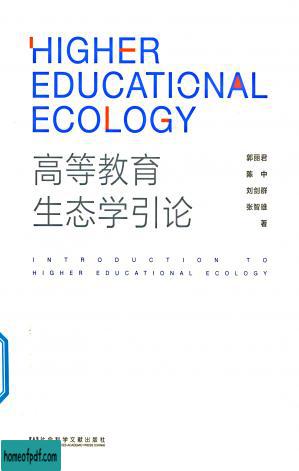 HIGHER
EDUCATIONAL
ECOLOGY
高等教育
生态学引论
郭丽君
陈中
刘剑群
张智雄
著
INTRODUCTION TO
HIGHER EDUCATIONAL ECOLOGY
社会科学文献出版社
homeofpdf.com